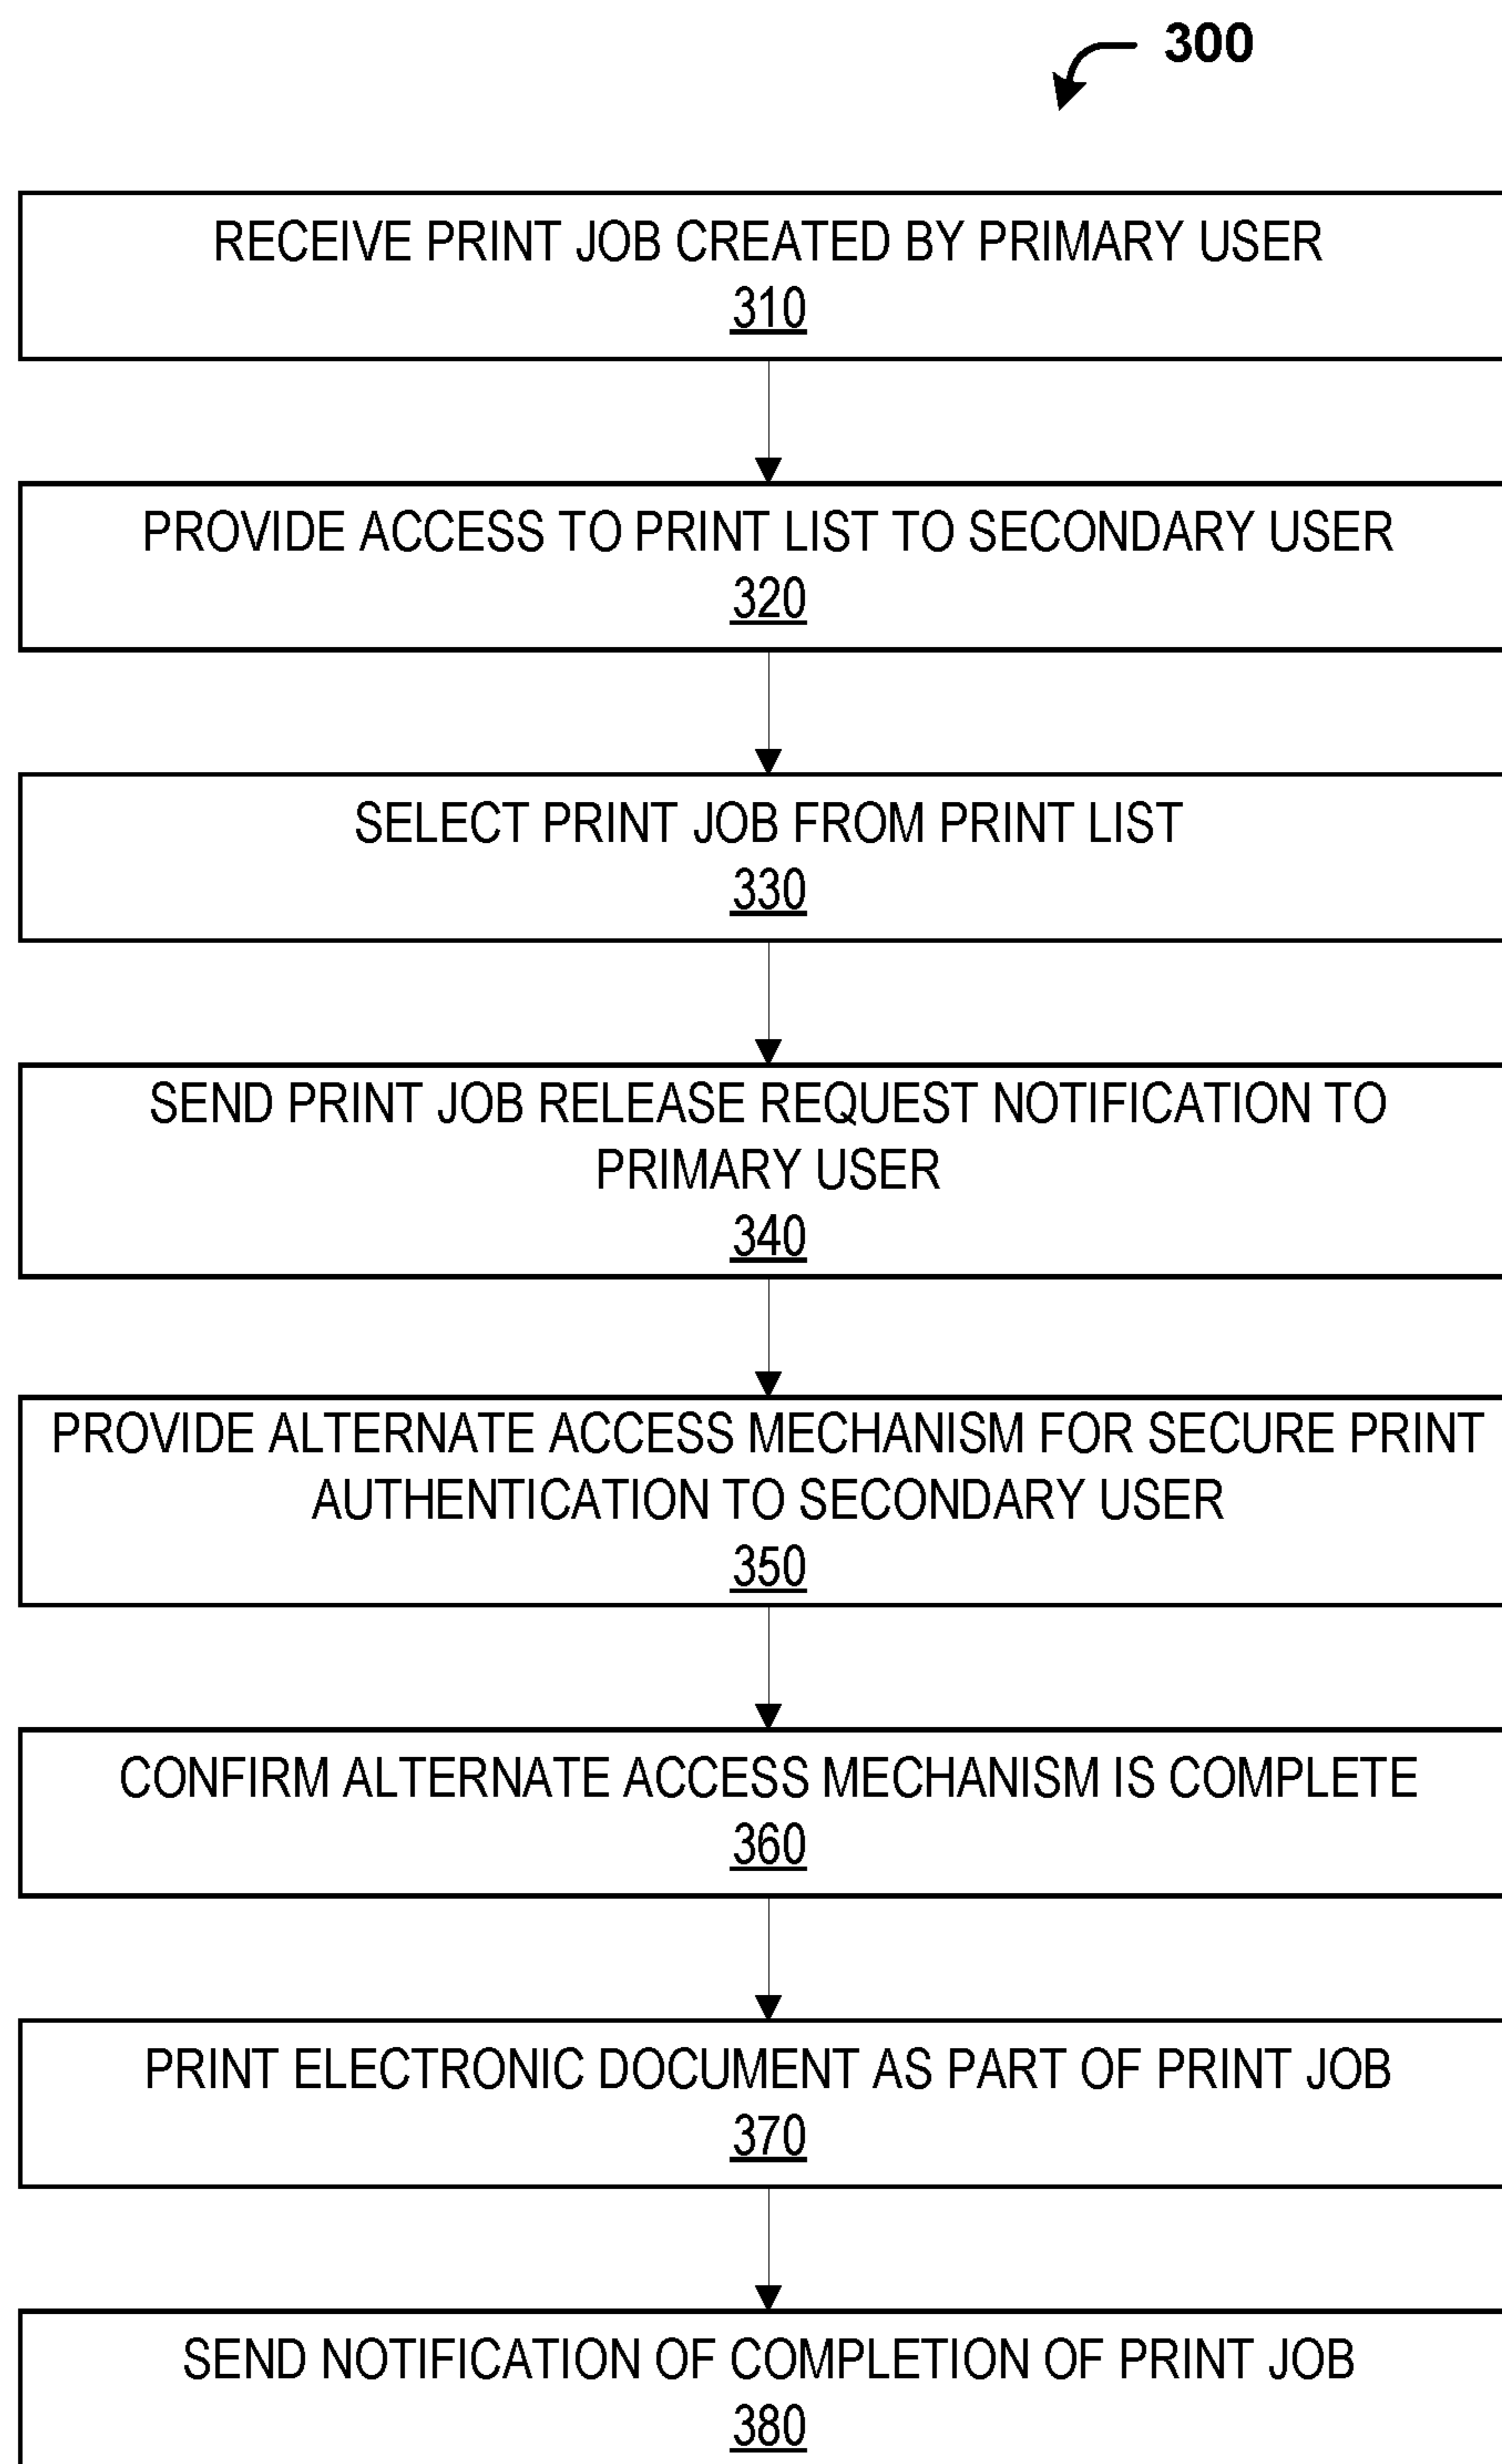 300
RECEIVE PRINT JOB CREATED BY PRIMARY USER
310
PROVIDE ACCESS TO PRINT LIST TO SECONDARY USER
320
SELECT PRINT JOB FROM PRINT LIST
330
SEND PRINT JOB RELEASE REQUEST NOTIFICATION TO
PRIMARY USER
340
PROVIDE ALTERNATE ACCESS MECHANISM FOR SECURE PRINT
AUTHENTICATION TO SECONDARY USER
350
CONFIRM ALTERNATE ACCESS MECHANISM IS COMPLETE
360
PRINT ELECTRONIC DOCUMENT AS PART OF PRINT JOB
370
SEND NOTIFICATION OF COMPLETION OF PRINT JOB
380